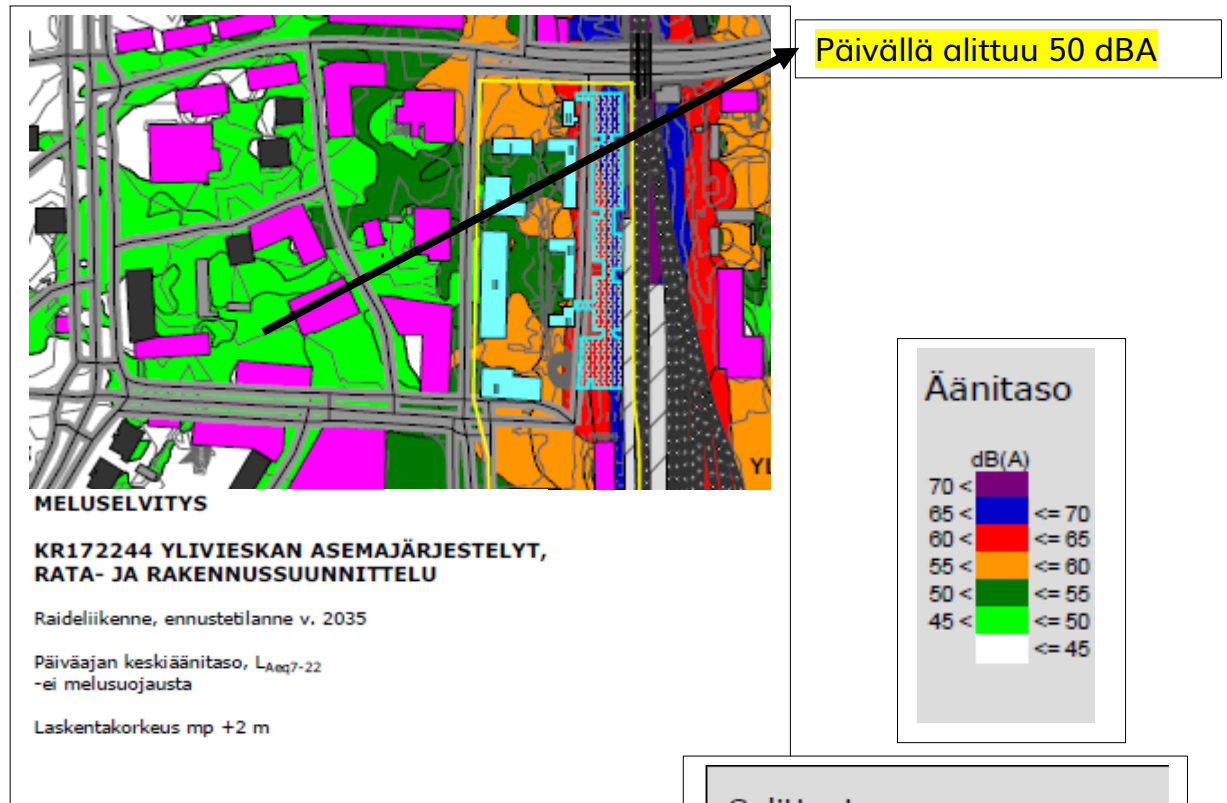 Päivällä alittuu 50 dBA
YL
MELUSELVITYS
KR172244 YLIVIESKAN ASEMAJÄRJESTELYT,
RATA- JA RAKENNUSSUUNNITTELU
Raideliikenne, ennustetilanne v. 2035
Päiväajan keskiäänitaso, LAeq7-22
-ei melusuojausta
Laskentakorkeus mp +2 m
Äänitaso
dB(A)
70 <
65 < <= 70
60 < <= 65
55 < <= 60
50 < <= 55
45 < <= 50
<= 45